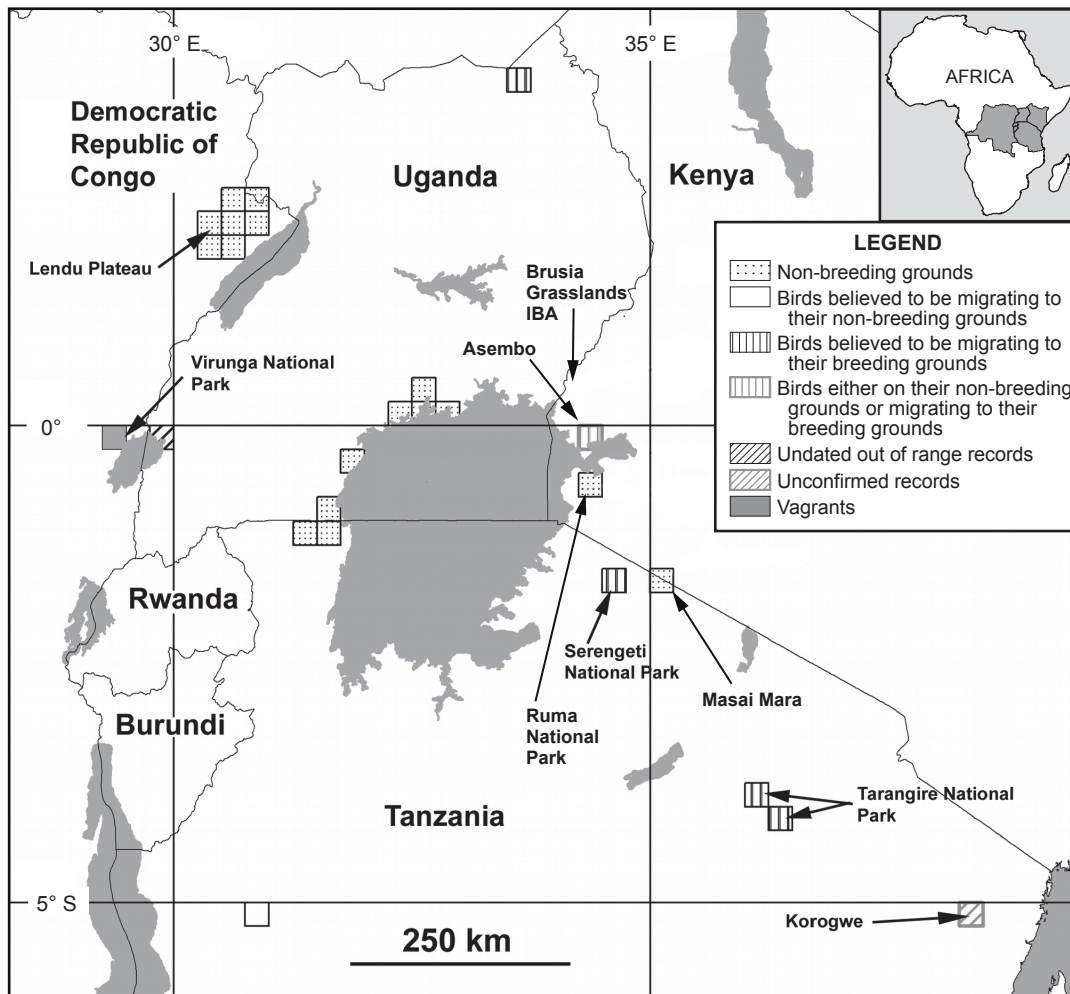 30° E
35° E
AFRICA
Democratic
Republic of
Congo
Uganda
Kenya
Lendu Plateau
Brusia
Grasslands
IBA
Asembo
Virunga National
Park
0°
LEGEND
Non-breeding grounds
Birds believed to be migrating to
their non-breeding grounds
Birds believed to be migrating to
their breeding grounds
Birds either on their non-breeding
grounds or migrating to their
breeding grounds
Undated out of range records
Unconfirmed records
Vagrants
Rwanda
Serengeti
National Park
Masai Mara
Burundi
Ruma
National
Park
Tanzania
Tarangire National
Park
5° S
Korogwe
250 km